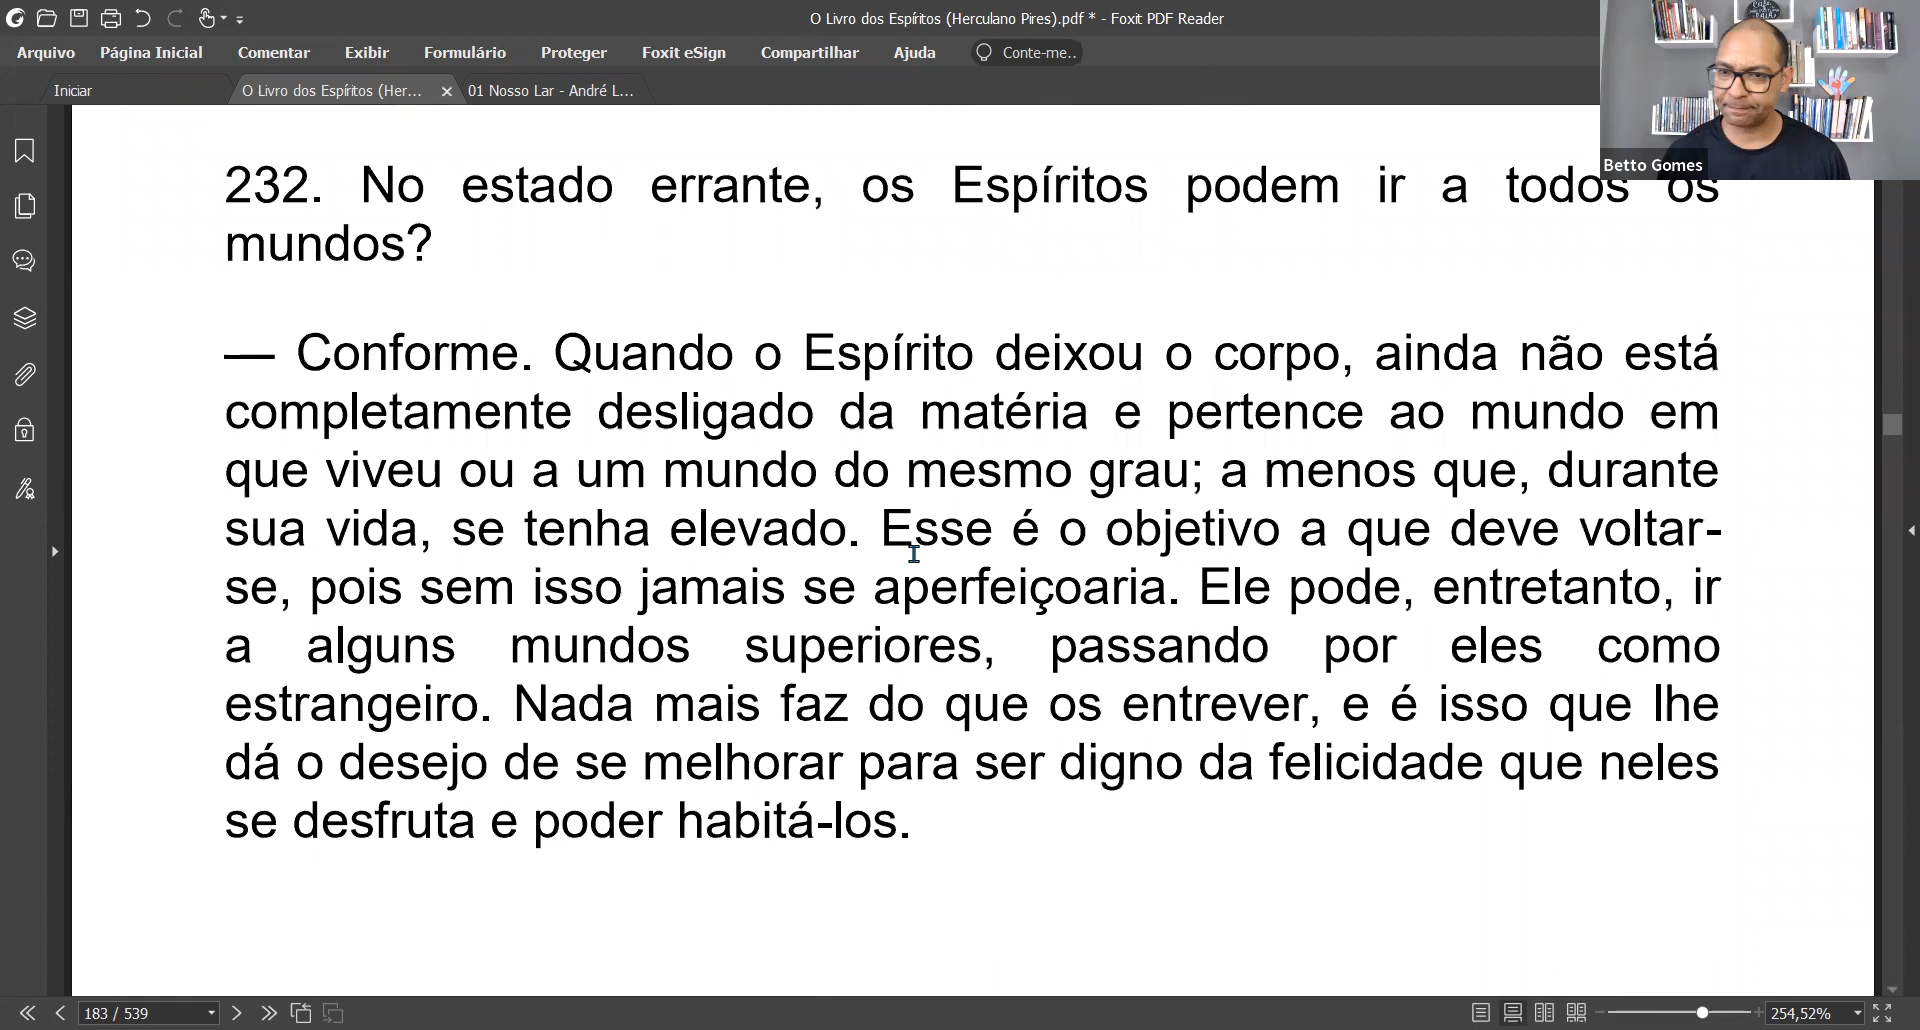 O Livro dos Espíritos (Herculano Pires).pdf * - Foxit PDF Reader
Arquivo Página Inicial Comentar Exibir Formulário Proteger Foxit eSign Compartilhar Ajuda Conte-me..
Iniciar O Livro dos Espíritos (Her... 01 Nosso Lar - André L...
Betto Gomes
232. No estado errante, os Espíritos podem ir a todos os
mundos?
— Conforme. Quando o Espírito deixou o corpo, ainda não está
completamente desligado da matéria e pertence ao mundo em
que viveu ou a um mundo do mesmo grau; a menos que, durante
sua vida, se tenha elevado. Esse é o objetivo a que deve voltar-
se, pois sem isso jamais se aperfeiçoaria. Ele pode, entretanto, ir
a alguns mundos superiores, passando por eles como
estrangeiro. Nada mais faz do que os entrever, e é isso que lhe
dá o desejo de se melhorar para ser digno da felicidade que neles
se desfruta e poder habitá-los.
183 / 539 254,52%